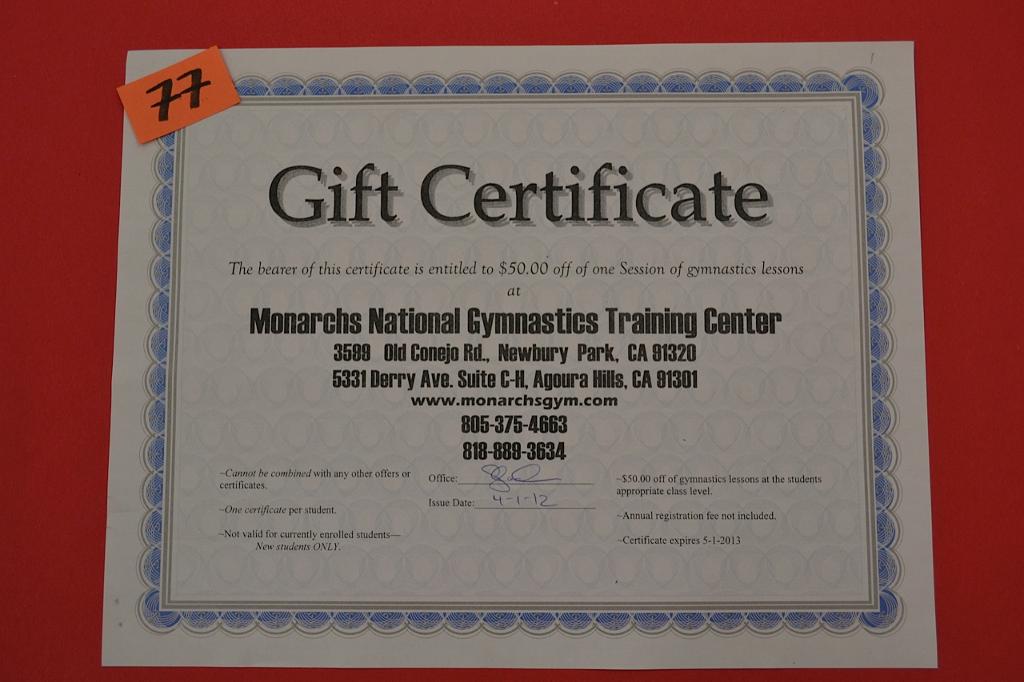 77
Gift Certificate
The bearer of this certificate is entitled to $50.00 off of one Session of gymnastics lessons
at
Monarchs National Gymnastics Training Center
3599 Old Conejo Rd., Newbury Park, CA 91320
5331 Derry Ave. Suite C-H, Agoura Hills, CA 91301
www.monarchsgym.com
805-375-4663
818-889-3634
~Cannot be combined with any other offers or
certificates.
~One certificate per student.
~Not valid for currently enrolled students—
New students ONLY.
Office:
Issue Date: 4-1-12
~$50.00 off of gymnastics lessons at the students
appropriate class level.
~Annual registration fee not included.
~Certificate expires 5-1-2013